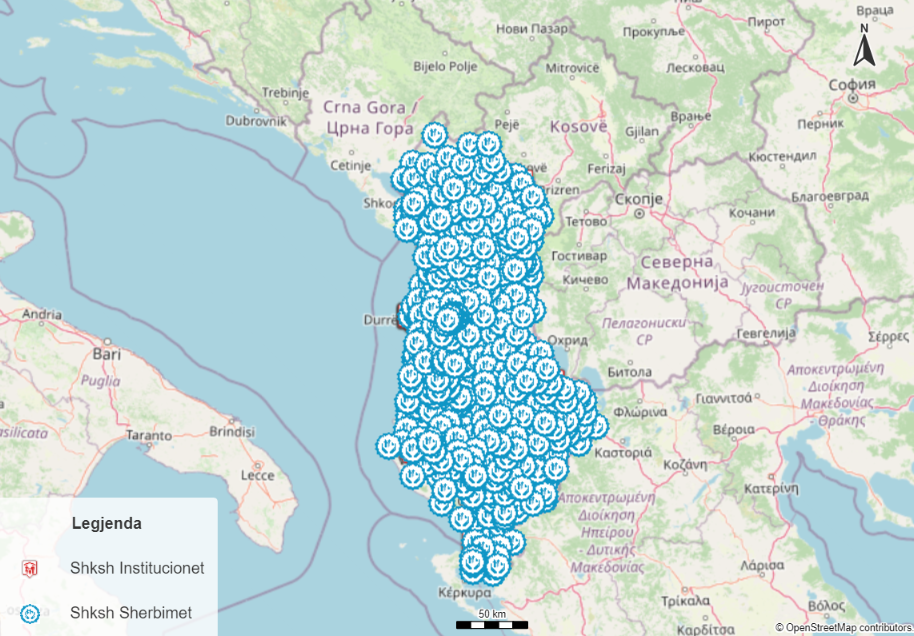 Враца
Нови Пазар
Прокупље
Пирот
N
Bijelo Polje
Mitrovicë
Лесковац
София
Trebinje
Crna Gora /
Црна Гора
Dubrovnik
Pejë
Kosovë
Gjilan
Врање
Перник
Cetinje
Ferizaj
Кюстендил
Shko
rizren
Скопје
Благоевград
Тетово
Кочани
Гостивар
Северна
Македонија
Кичево
Југоисточен
СР
Andria
Durrë
Пелагониски
СР
Гевгелија
Охрид
Σέρρες
Bari
Битола
Αποκεντρωμένη
Διοίκηση
Μακεδονίας
Θράκης
Puglia
Γιαννιτσά
Φλώρινα
Βέροια
asilicata
Taranto
Brindisi
Καστοριά
Κοζάνη
Lecce
Κατερίνη
Αποκεντρωμένη
Διοίκηση
Ηπείρου
- Δυτικής
Μακεδονίας
Legjenda
Shksh Institucionet
Shksh Sherbimet
Λάρισα
Κέρκυρα
Τρίκαλα
Βόλος
50 km
Καρδίτσα
© OpenStreetMap contributors.